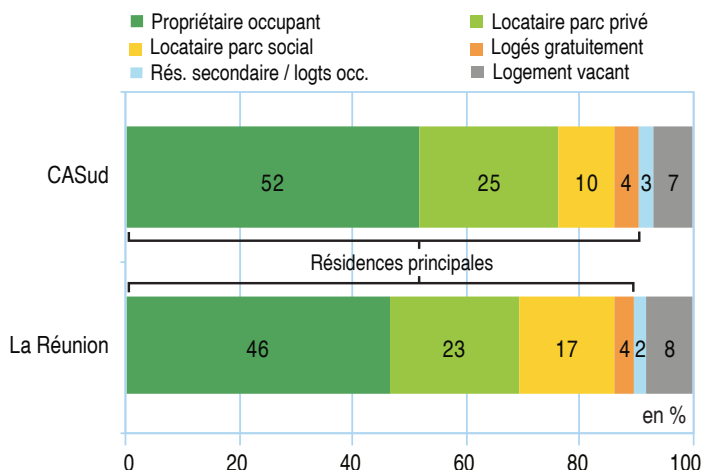 Propriétaire occupant
Locataire parc privé
Locataire parc social
Logés gratuitement
Rés. secondaire / logts occ.
Logement vacant
CASud
52 25 10 4 3 7
Résidences principales
La Réunion
46 23 17 4 2 8
en %
0 20 40 60 80 100